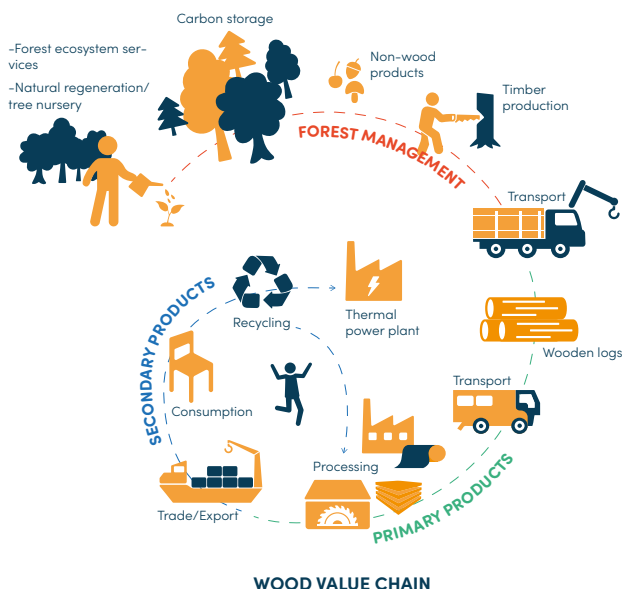 Carbon storage
-Forest ecosystem ser-
vices
-Natural regeneration/
tree nursery
Non-wood
products
Timber
production
FOREST MANAGEMENT
Transport
Wooden logs
Transport
PRIMARY PRODUCTS
Processing
Trade/Export
Consumption
SECONDARY PRODUCTS
Recycling
Thermal
power plant
WOOD VALUE CHAIN